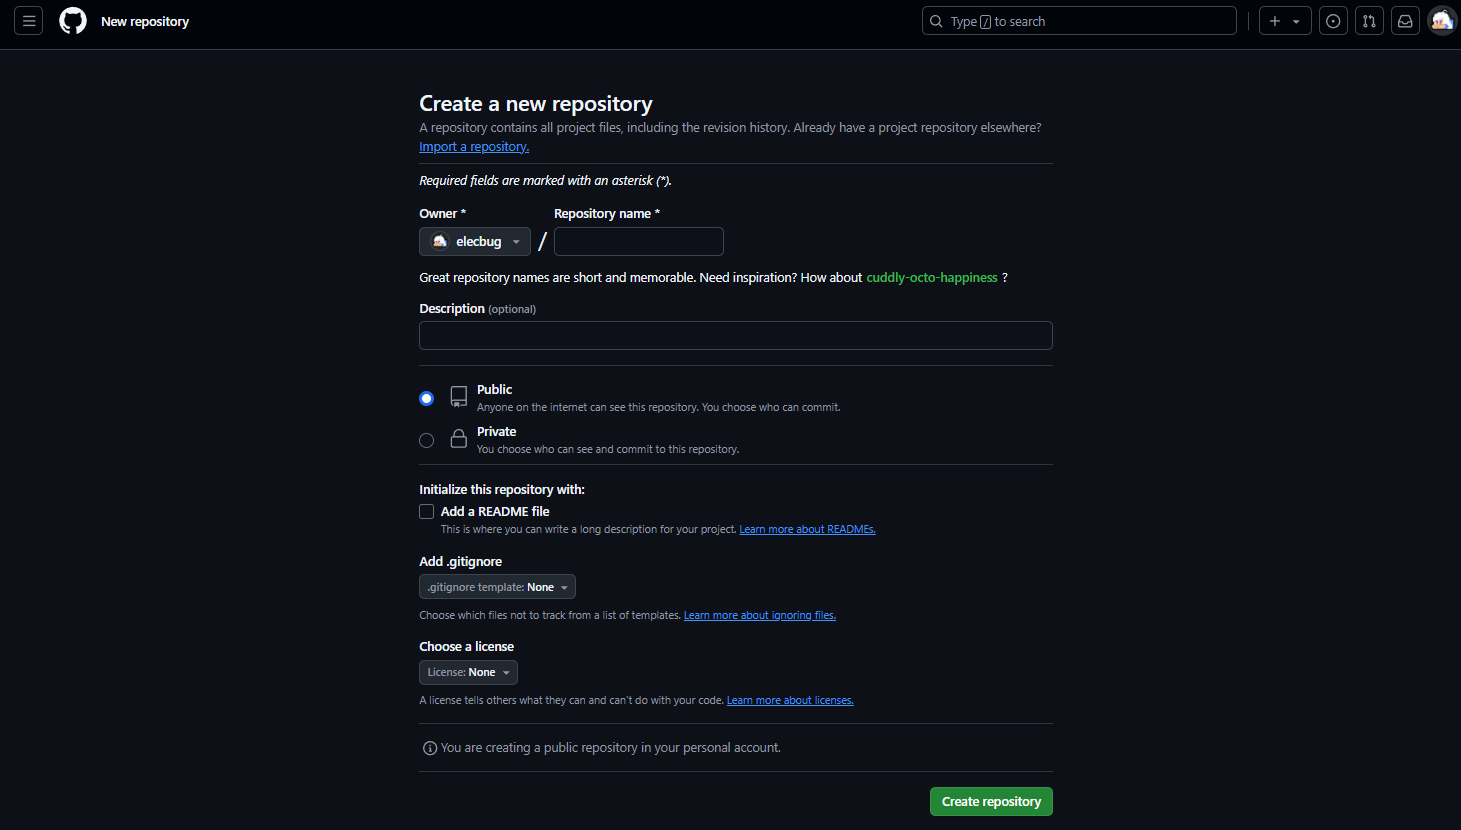 New repository
Type / to search
Create a new repository
A repository contains all project files, including the revision history. Already have a project repository elsewhere?
Import a repository.
Required fields are marked with an asterisk (*).
Owner * Repository name *
elecbug /
Great repository names are short and memorable. Need inspiration? How about cuddly-octo-happiness ?
Description (optional)
Public
Anyone on the internet can see this repository. You choose who can commit.
Private
You choose who can see and commit to this repository.
Initialize this repository with:
Add a README file
This is where you can write a long description for your project. Learn more about READMEs.
Add .gitignore
.gitignore template: None
Choose which files not to track from a list of templates. Learn more about ignoring files.
Choose a license
License: None
A license tells others what they can and can't do with your code. Learn more about licenses.
You are creating a public repository in your personal account.
Create repository